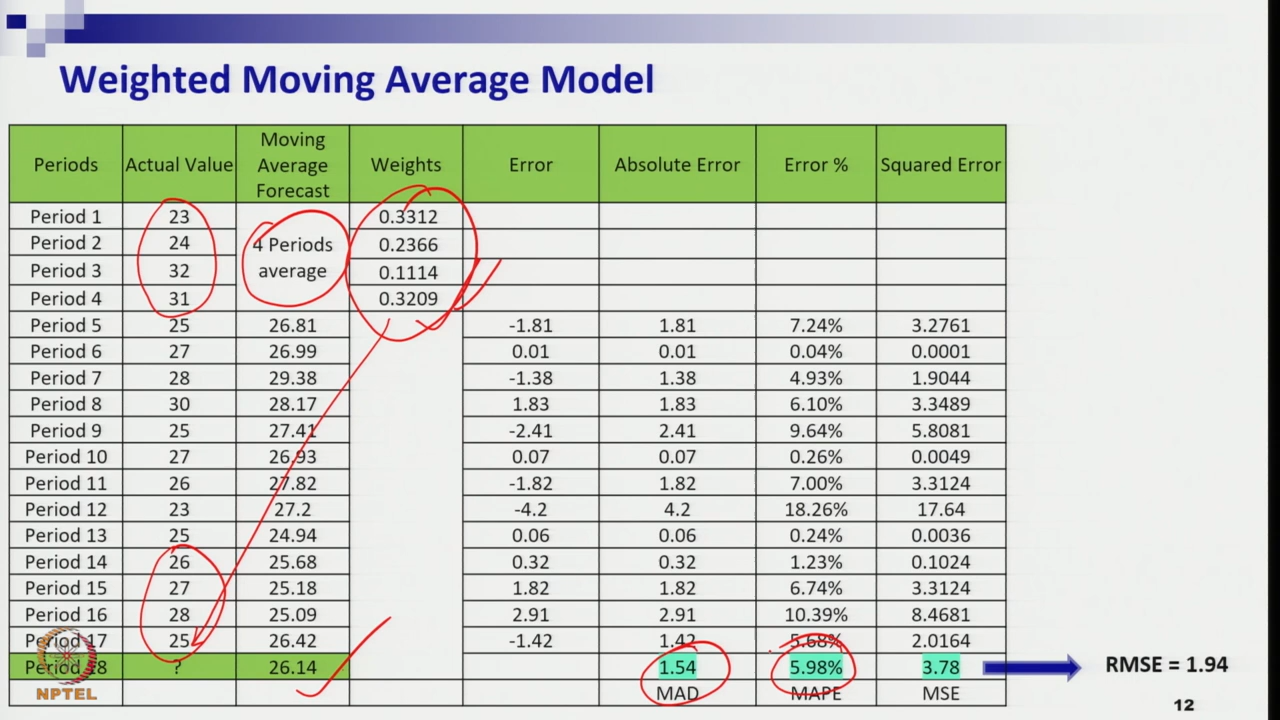 Weighted Moving Average Model
Periods Actual Value Moving Average Forecast Weights Error Absolute Error Error % Squared Error
Period 1 23 0.3312
Period 2 24 4 Periods 0.2366
Period 3 32 average 0.1114
Period 4 31 0.3209
Period 5 25 26.81 -1.81 1.81 7.24% 3.2761
Period 6 27 26.99 0.01 0.01 0.04% 0.0001
Period 7 28 29.38 -1.38 1.38 4.93% 1.9044
Period 8 30 28.17 1.83 1.83 6.10% 3.3489
Period 9 25 27.41 -2.41 2.41 9.64% 5.8081
Period 10 27 26.93 0.07 0.07 0.26% 0.0049
Period 11 26 27.82 -1.82 1.82 7.00% 3.3124
Period 12 23 27.2 -4.2 4.2 18.26% 17.64
Period 13 25 24.94 0.06 0.06 0.24% 0.0036
Period 14 26 25.68 0.32 0.32 1.23% 0.1024
Period 15 27 25.18 1.82 1.82 6.74% 3.3124
Period 16 28 25.09 2.91 2.91 10.39% 8.4681
Period 17 25 26.42 -1.42 1.42 5.68% 2.0164
Period 18 ? 26.14 1.54 5.98% 3.78 RMSE = 1.94
NPTEL MAD MAPE MSE
12